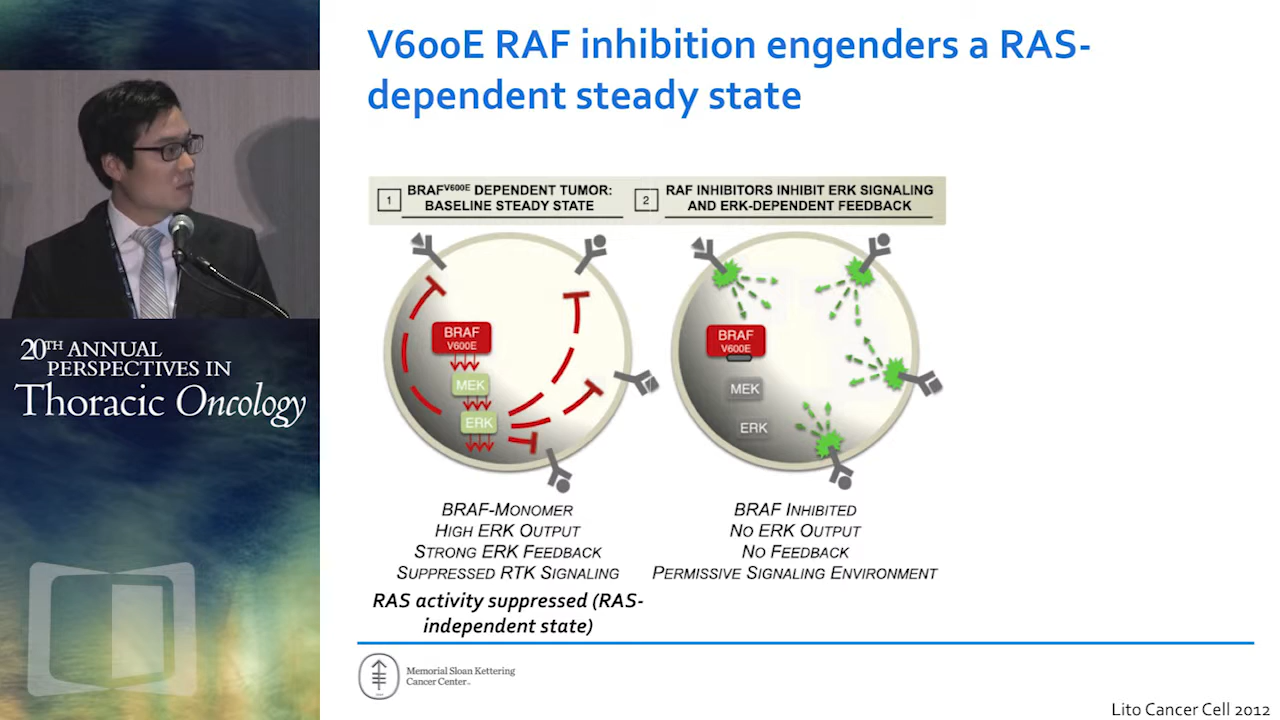 V600E RAF inhibition engenders a RAS-
dependent steady state
1
BRAFV600E DEPENDENT TUMOR:
BASELINE STEADY STATE
2
RAF INHIBITORS INHIBIT ERK SIGNALING
AND ERK-DEPENDENT FEEDBACK
BRAF
V600E
MEK
ERK
BRAF
V600E
MEK
ERK
BRAF-MONOMER
HIGH ERK OUTPUT
STRONG ERK FEEDBACK
SUPPRESSED RTK SIGNALING
BRAF INHIBITED
NO ERK OUTPUT
NO FEEDBACK
PERMISSIVE SIGNALING ENVIRONMENT
RAS activity suppressed (RAS-
independent state)
20TH ANNUAL
PERSPECTIVES IN
Thoracic Oncology
Memorial Sloan Kettering
Cancer Center
Lito Cancer Cell 2012